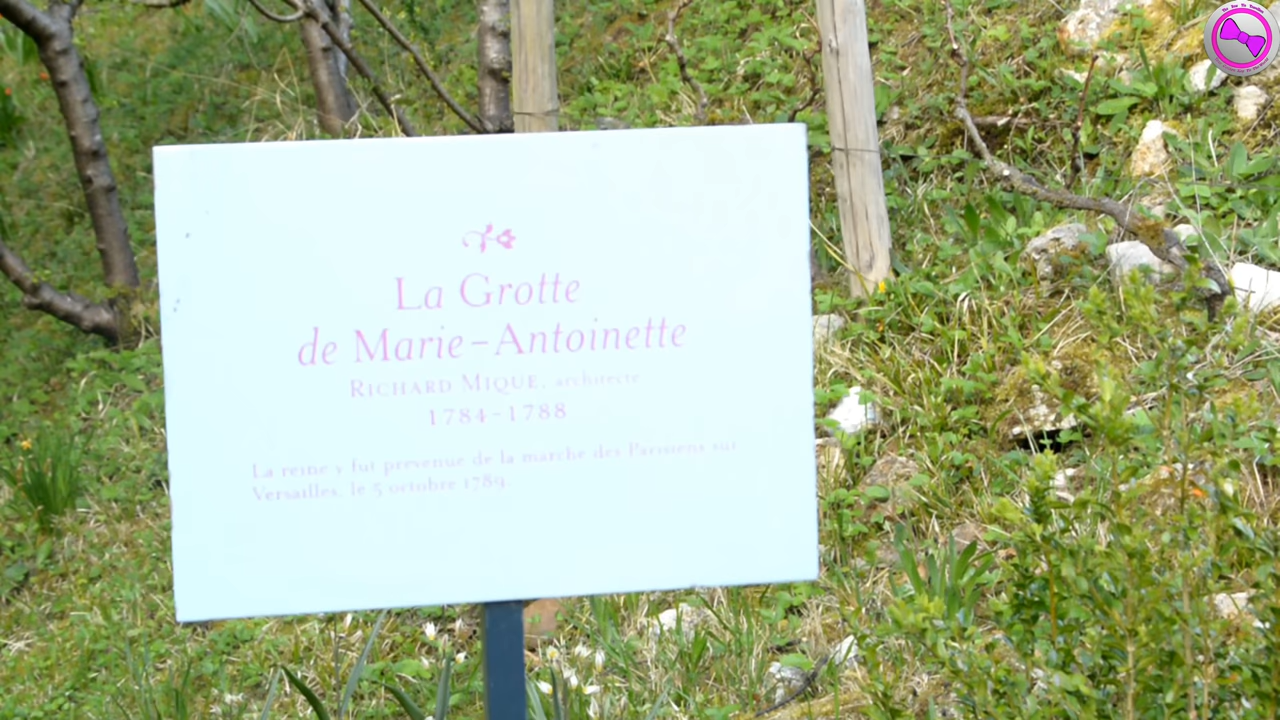 La Grotte
de Marie-Antoinette
RICHARD MIQUE, architecte
1784-1788
La reine y fut prévenue de la marche des Parisiens sur
Versailles, le 5 octobre 1789.